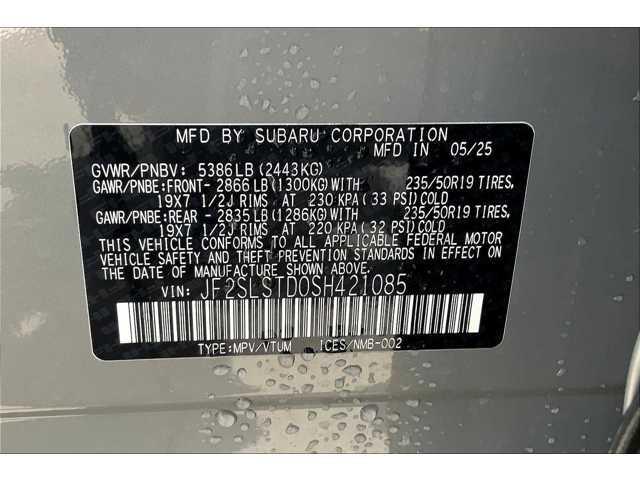 MFD BY SUBARU CORPORATION
MFD IN 05/25
GVWR/PNBV: 5386LB (2443KG)
GAWR/PNBE:FRONT- 2866LB (1300KG)WITH 235/50R19 TIRES,
19X7 1/2J RIMS AT 230 KPA (33 PSI)COLD
GAWR/PNBE:REAR - 2835LB (1286KG)WITH 235/50R19 TIRES,
19X7 1/2J RIMS AT 220 KPA (32 PSI)COLD
THIS VEHICLE CONFORMS TO ALL APPLICABLE FEDERAL MOTOR
VEHICLE SAFETY AND THEFT PREVENTION STANDARDS IN EFFECT ON
THE DATE OF MANUFACTURE SHOWN ABOVE.
VIN: JF2SLSTD0SH421085
TYPE:MPV/VTUM ICES/NMB-002